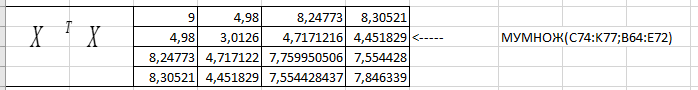 9 4,98 8,24773 8,30521
4,98 3,0126 4,7171216 4,451829 <----- МУМНОЖ(C74:K77;B64:E72)
X T X
8,24773 4,717122 7,759950506 7,554428
8,30521 4,451829 7,554428437 7,846339